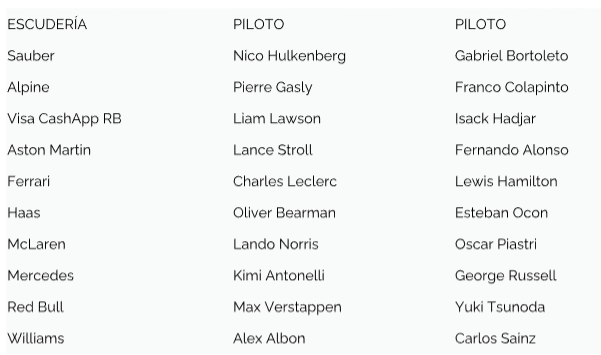 ESCUDERÍA PILOTO PILOTO
Sauber Nico Hulkenberg Gabriel Bortoleto
Alpine Pierre Gasly Franco Colapinto
Visa CashApp RB Liam Lawson Isack Hadjar
Aston Martin Lance Stroll Fernando Alonso
Ferrari Charles Leclerc Lewis Hamilton
Haas Oliver Bearman Esteban Ocon
McLaren Lando Norris Oscar Piastri
Mercedes Kimi Antonelli George Russell
Red Bull Max Verstappen Yuki Tsunoda
Williams Alex Albon Carlos Sainz